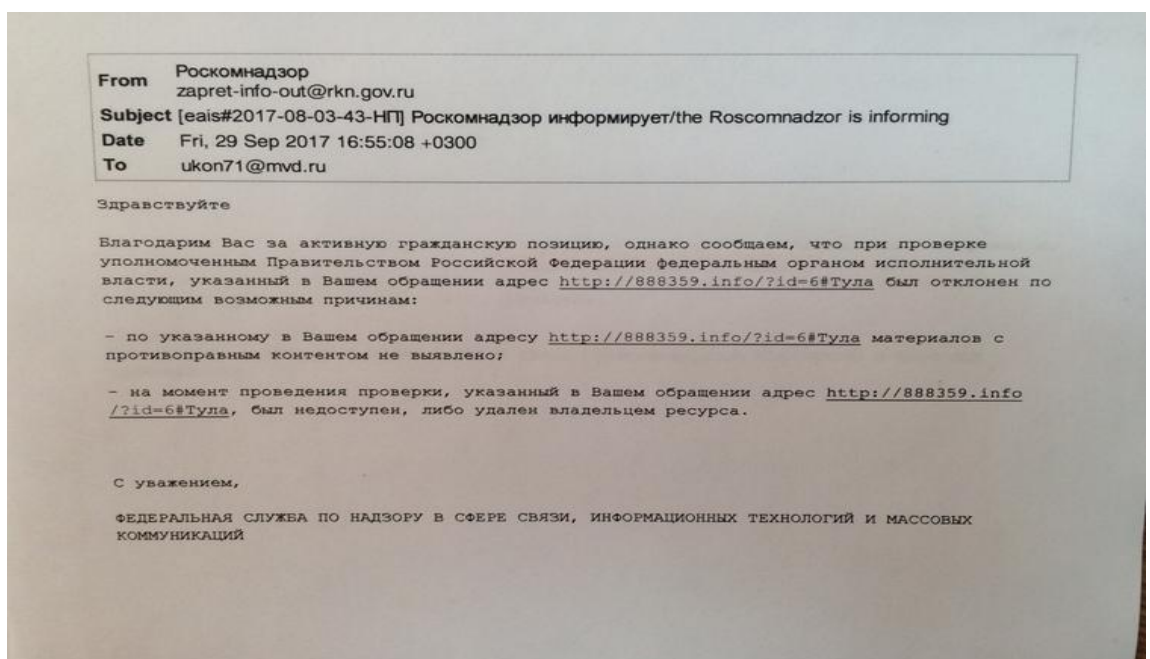 From Роскомнадзор
zapret-info-out@rkn.gov.ru
Subject [eais#2017-08-03-43-НП] Роскомнадзор информирует/the Roscomnadzor is informing
Date Fri, 29 Sep 2017 16:55:08 +0300
To ukon71@mvd.ru
Здравствуйте
Благодарим Вас за активную гражданскую позицию, однако сообщаем, что при проверке
уполномоченным Правительством Российской Федерации федеральным органом исполнительной
власти, указанный в Вашем обращении адрес http://888359.info/?id=6#Тула был отклонен по
следующим возможным причинам:
- по указанному в Вашем обращении адресу http://888359.info/?id=6#Тула материалов с
противоправным контентом не выявлено;
- на момент проведения проверки, указанный в Вашем обращении адрес http://888359.info
/?id=6#Тула, был недоступен, либо удален владельцем ресурса.
С уважением,
ФЕДЕРАЛЬНАЯ СЛУЖБА ПО НАДЗОРУ В СФЕРЕ СВЯЗИ, ИНФОРМАЦИОННЫХ ТЕХНОЛОГИЙ И МАССОВЫХ
КОММУНИКАЦИЙ